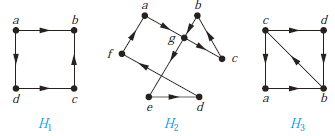 a b a b c d
g
f
c
d c e d a b
H1 H2 H3